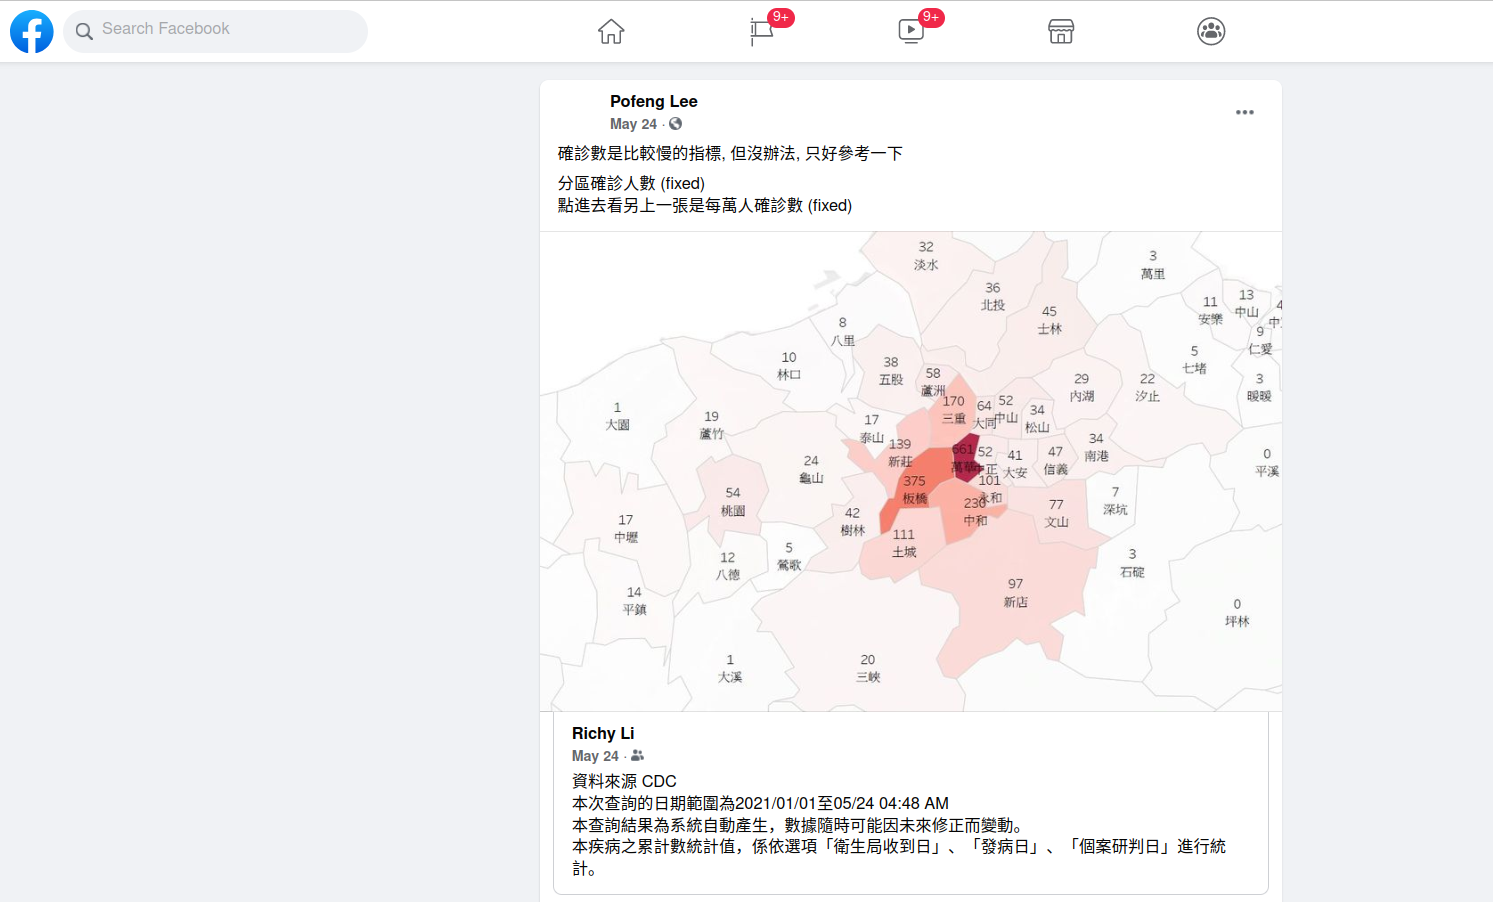 Search Facebook
9+
9+
Pofeng Lee
May 24 ·
確診數是比較慢的指標, 但沒辦法, 只好參考一下
分區確診人數 (fixed)
點進去看另上一張是每萬人確診數 (fixed)
32
淡水
3
萬里
36
北投
11
安樂
13
中山
4
中
45
士林
8
八里
9
仁愛
10
林口
38
五股
58
蘆洲
5
七堵
29
內湖
22
汐止
3
暖暖
1
大園
19
蘆竹
17
泰山
170
三重
64
大同
52
中山
34
松山
139
新莊
661
萬華
52
中正
41
大安
47
信義
34
南港
0
平溪
24
龜山
375
板橋
101
永和
54
桃園
42
樹林
230
中和
77
文山
7
深坑
17
中壢
111
土城
12
八德
5
鶯歌
3
石碇
14
平鎮
97
新店
0
坪林
1
大溪
20
三峽
Richy Li
May 24 ·
資料來源 CDC
本次查詢的日期範圍為2021/01/01至05/24 04:48 AM
本查詢結果為系統自動產生，數據隨時可能因未來修正而變動。
本疾病之累計數統計值，係依選項「衛生局收到日」、「發病日」、「個案研判日」進行統
計。